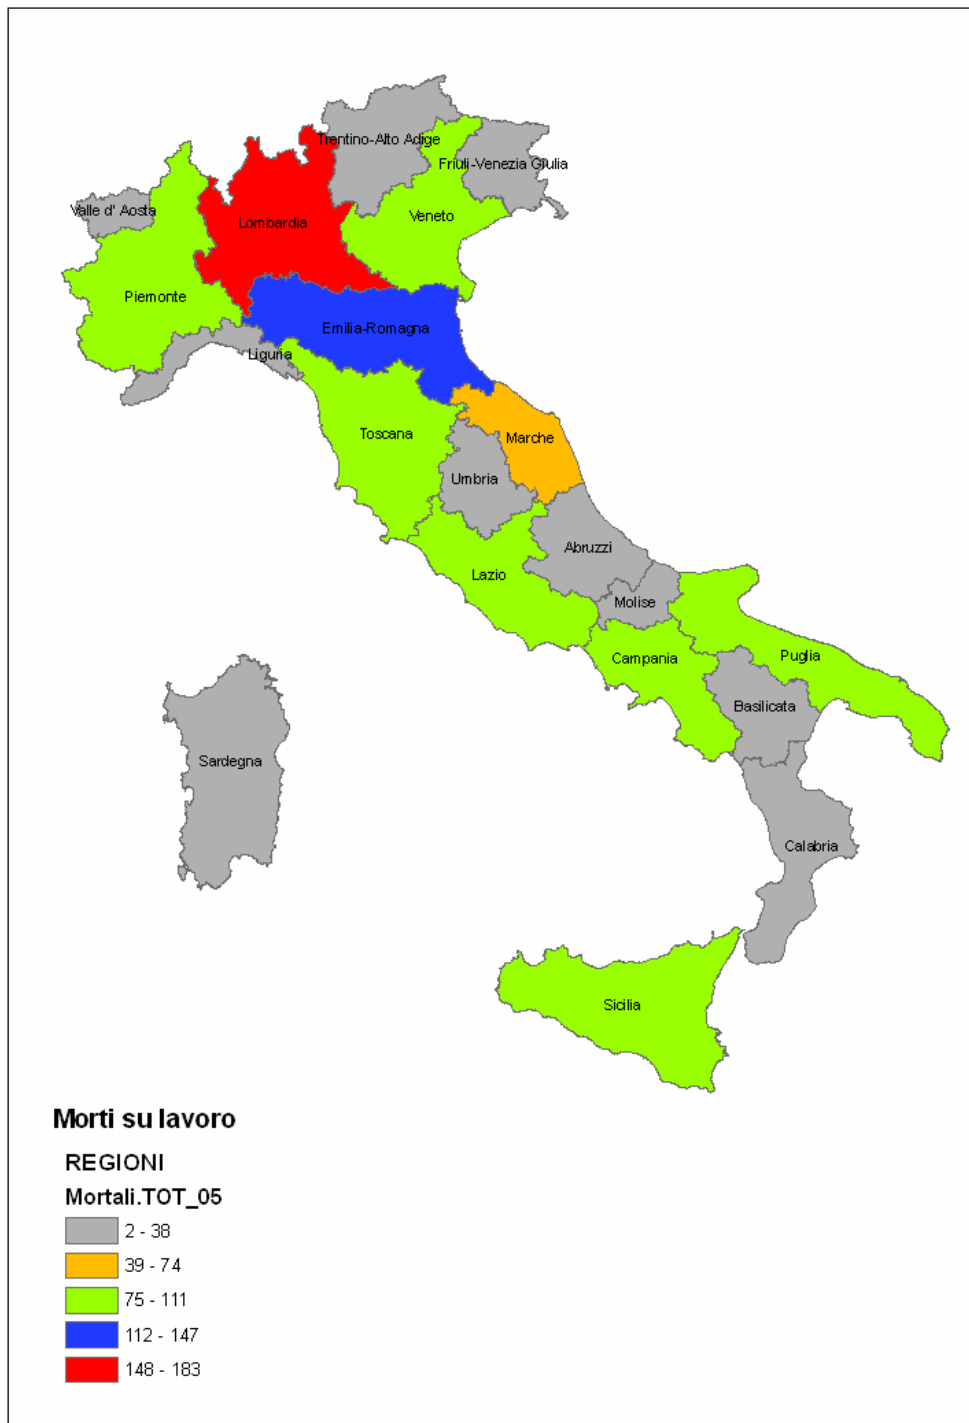 Trentino-Alto Adige
Friuli-Venezia Giulia
Valle d' Aosta
Lombardia
Veneto
Piemonte
Emilia-Romagna
Liguria
Toscana
Marche
Umbria
Abruzzi
Lazio
Molise
Campania
Puglia
Basilicata
Sardegna
Calabria
Sicilia
Morti su lavoro
REGIONI
Mortali.TOT_05
2 - 38
39 - 74
75 - 111
112 - 147
148 - 183